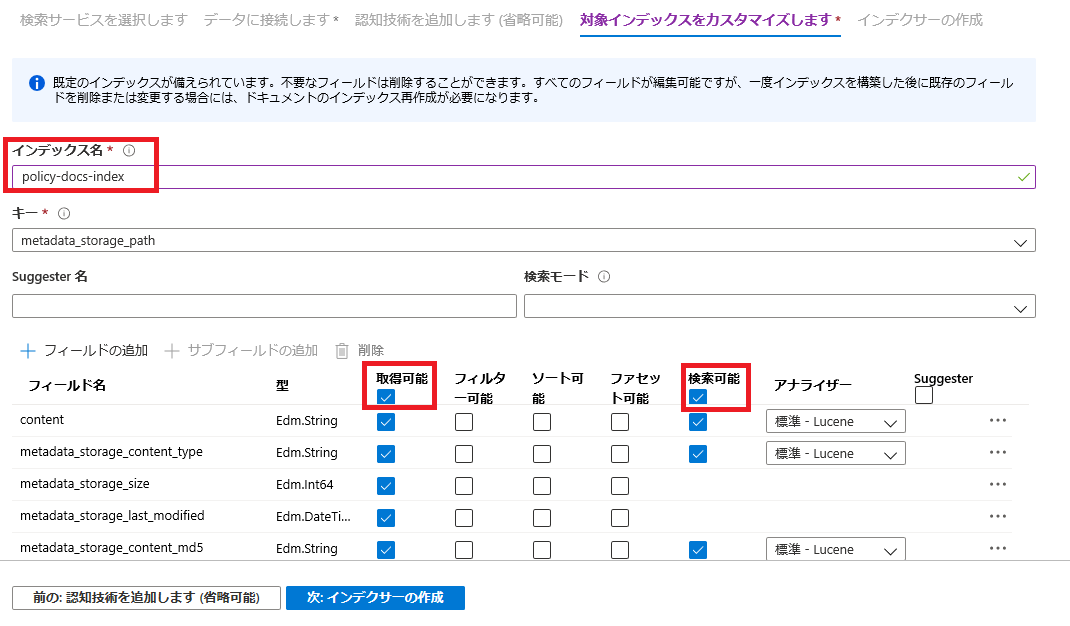 検索サービスを選択します データに接続します* 認知技術を追加します (省略可能) 対象インデックスをカスタマイズします* インデクサーの作成
既定のインデックスが備えられています。不要なフィールドは削除することができます。すべてのフィールドが編集可能ですが、一度インデックスを構築した後に既存のフィール
ドを削除または変更する場合には、ドキュメントのインデックス再作成が必要になります。
インデックス名 *
policy-docs-index
キー *
metadata_storage_path
Suggester 名 検索モード
フィールドの追加 サブフィールドの追加 削除
フィールド名 型 取得可能 フィルタ
ー可能 ソート可
能 ファセッ
ト可能 検索可能 アナライザー Suggester
content Edm.String 標準 - Lucene
metadata_storage_content_type Edm.String 標準 - Lucene
metadata_storage_size Edm.Int64
metadata_storage_last_modified Edm.DateTi...
metadata_storage_content_md5 Edm.String 標準 - Lucene
前の: 認知技術を追加します (省略可能) 次: インデクサーの作成